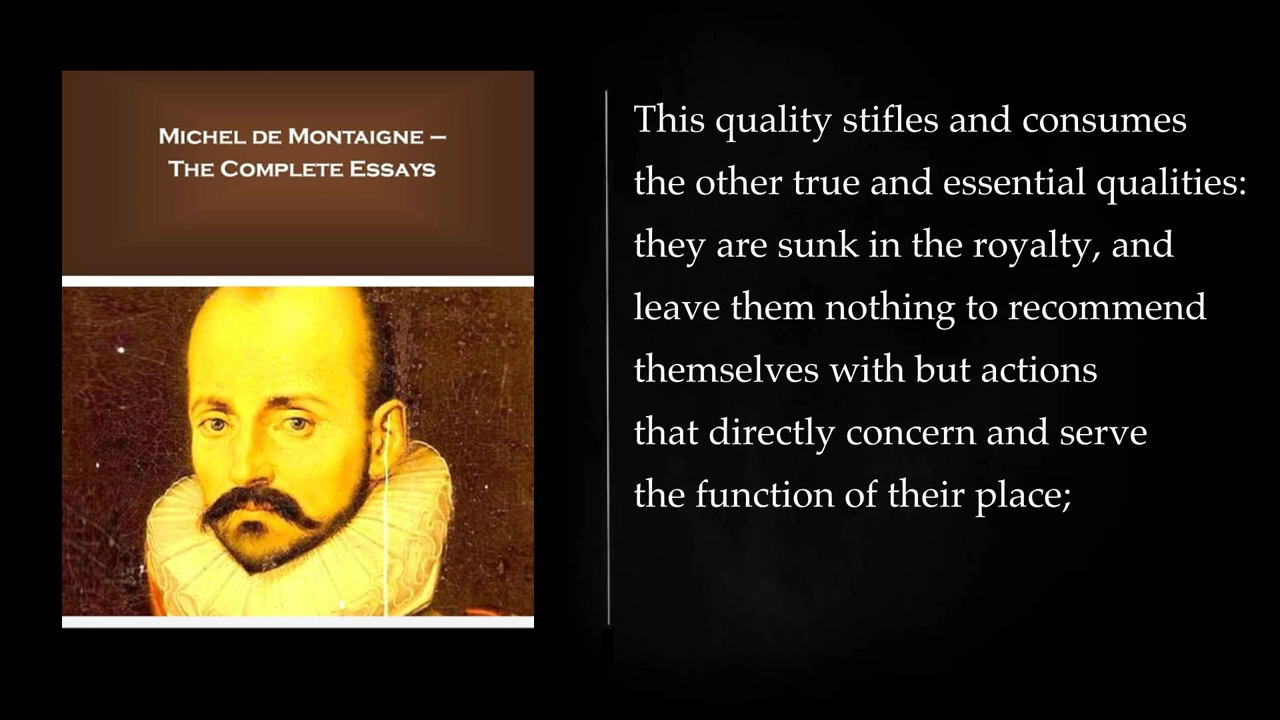 MICHEL DE MONTAIGNE –
THE COMPLETE ESSAYS
This quality stifles and consumes
the other true and essential qualities:
they are sunk in the royalty, and
leave them nothing to recommend
themselves with but actions
that directly concern and serve
the function of their place;